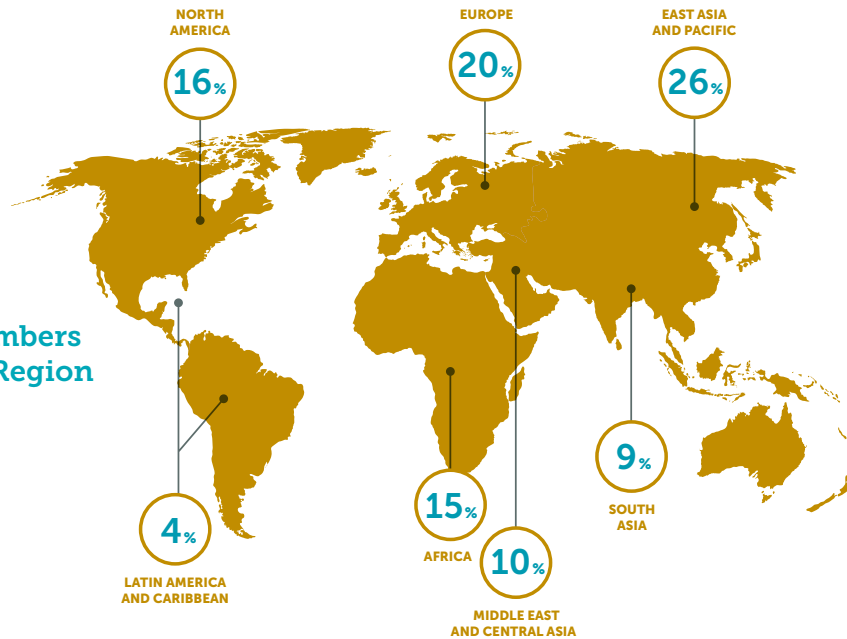 NORTH
AMERICA
16%
EUROPE
20%
EAST ASIA
AND PACIFIC
26%
mbers
Region
4%
LATIN AMERICA
AND CARIBBEAN
15%
AFRICA
10%
MIDDLE EAST
AND CENTRAL ASIA
9%
SOUTH
ASIA